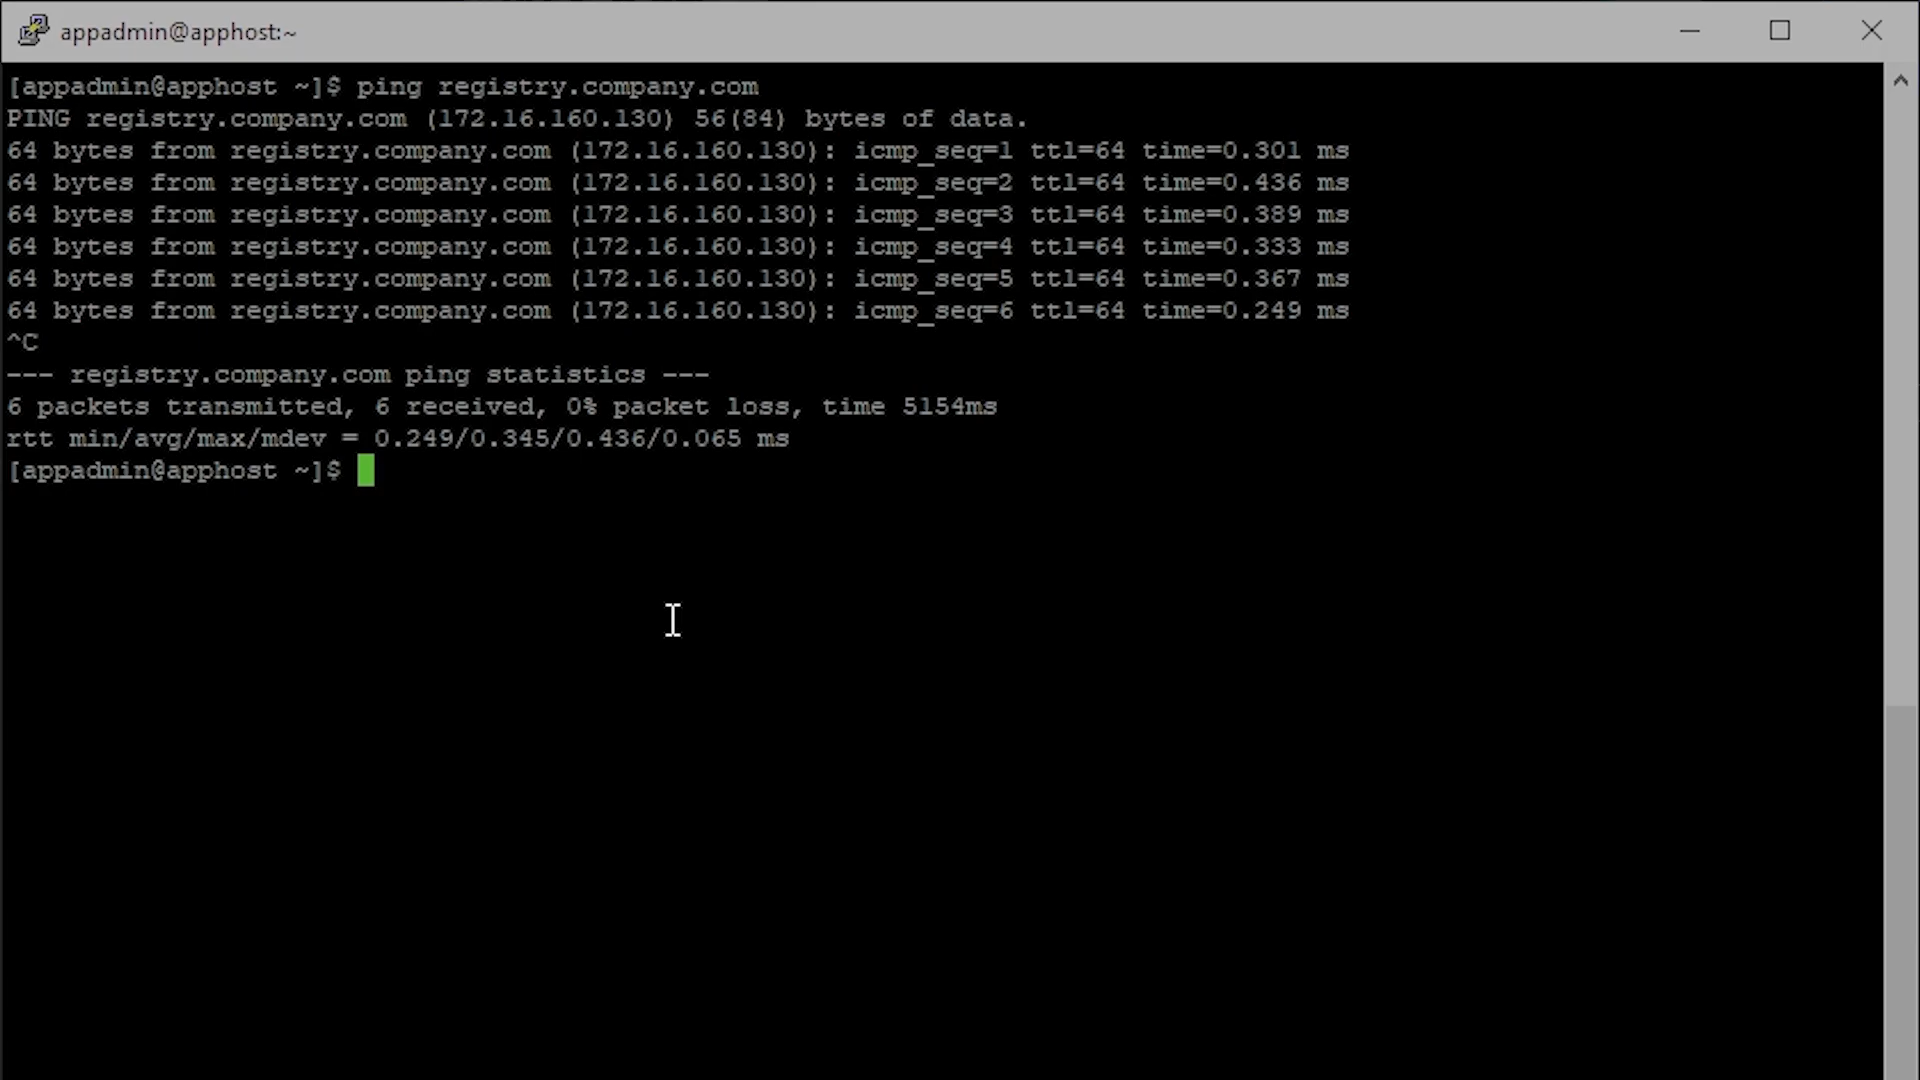 appadmin@apphost:~
[appadmin@apphost ~]$ ping registry.company.com
PING registry.company.com (172.16.160.130) 56(84) bytes of data.
64 bytes from registry.company.com (172.16.160.130): icmp_seq=1 ttl=64 time=0.301 ms
64 bytes from registry.company.com (172.16.160.130): icmp_seq=2 ttl=64 time=0.436 ms
64 bytes from registry.company.com (172.16.160.130): icmp_seq=3 ttl=64 time=0.389 ms
64 bytes from registry.company.com (172.16.160.130): icmp_seq=4 ttl=64 time=0.333 ms
64 bytes from registry.company.com (172.16.160.130): icmp_seq=5 ttl=64 time=0.367 ms
64 bytes from registry.company.com (172.16.160.130): icmp_seq=6 ttl=64 time=0.249 ms
^C
--- registry.company.com ping statistics ---
6 packets transmitted, 6 received, 0% packet loss, time 5154ms
rtt min/avg/max/mdev = 0.249/0.345/0.436/0.065 ms
[appadmin@apphost ~]$